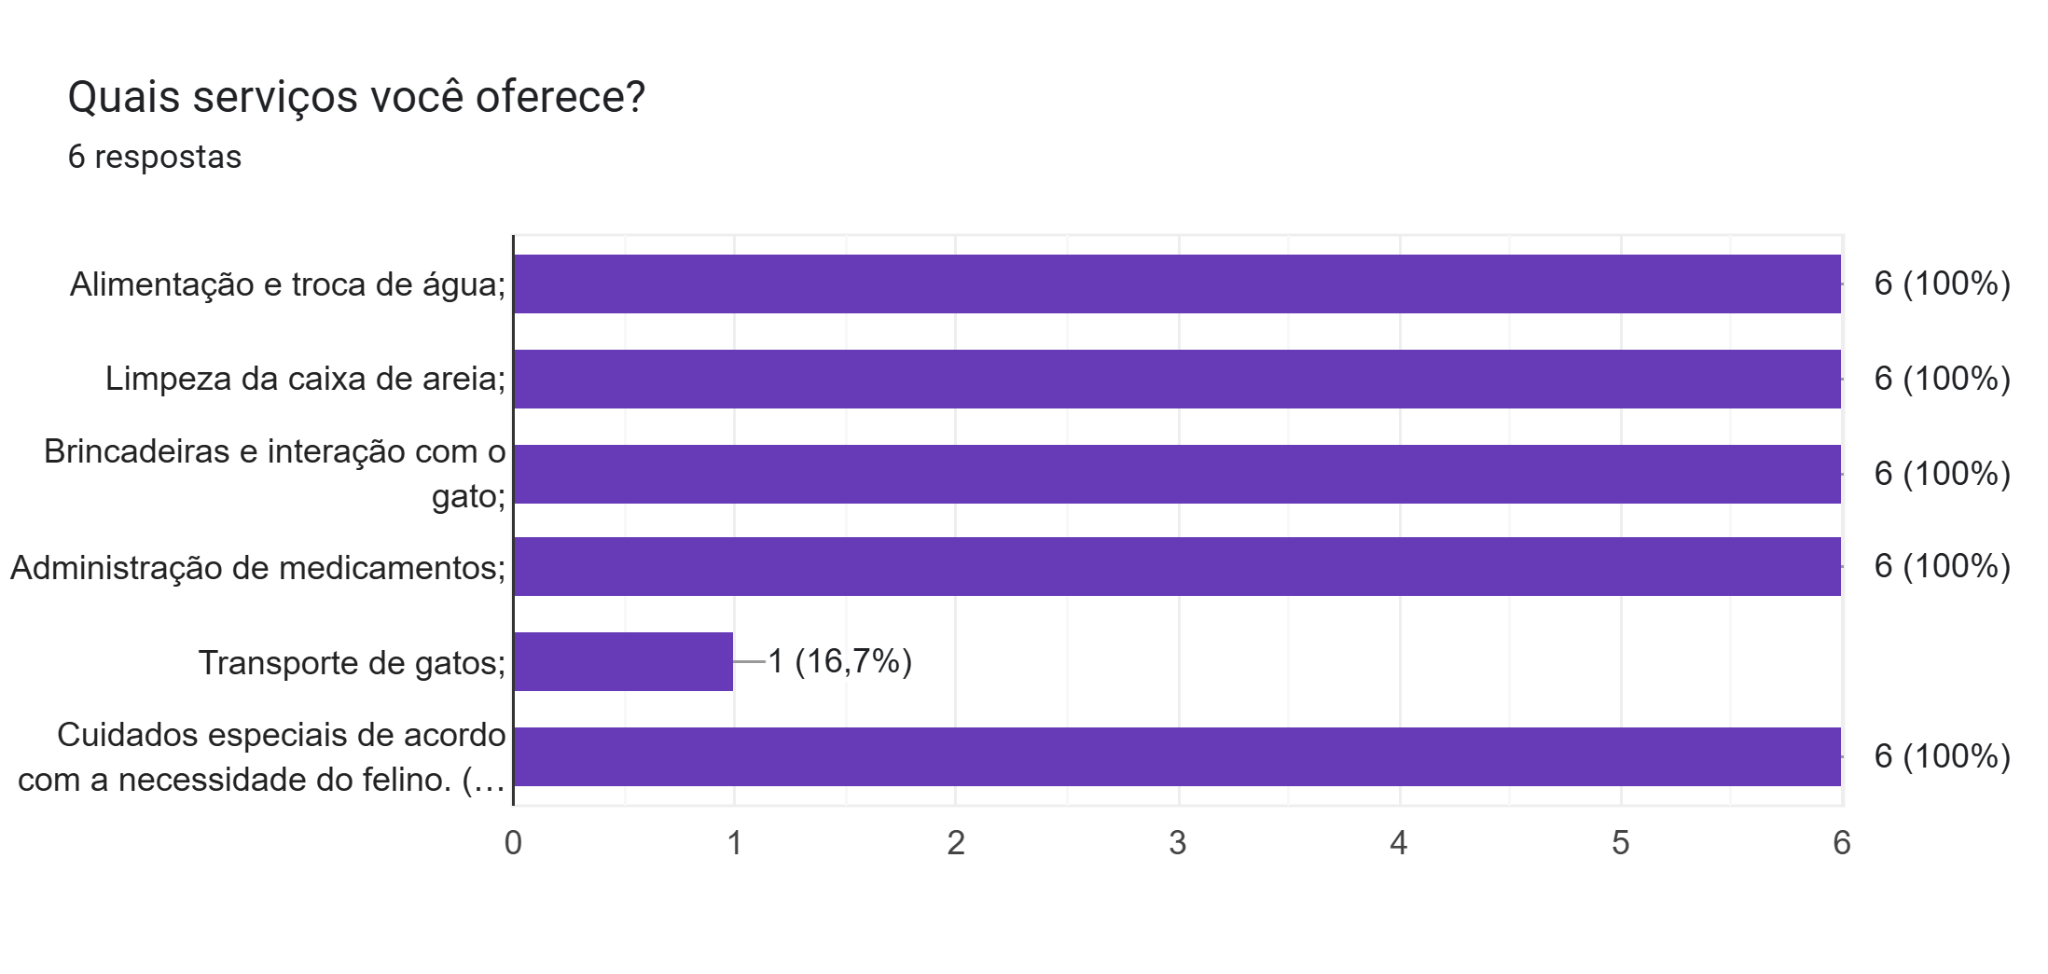 Quais serviços você oferece?
6 respostas
Alimentação e troca de água;
6 (100%)
Limpeza da caixa de areia;
6 (100%)
Brincadeiras e interação com o
gato;
6 (100%)
Administração de medicamentos;
6 (100%)
Transporte de gatos;
1 (16,7%)
Cuidados especiais de acordo
com a necessidade do felino. (…
6 (100%)
0 1 2 3 4 5 6